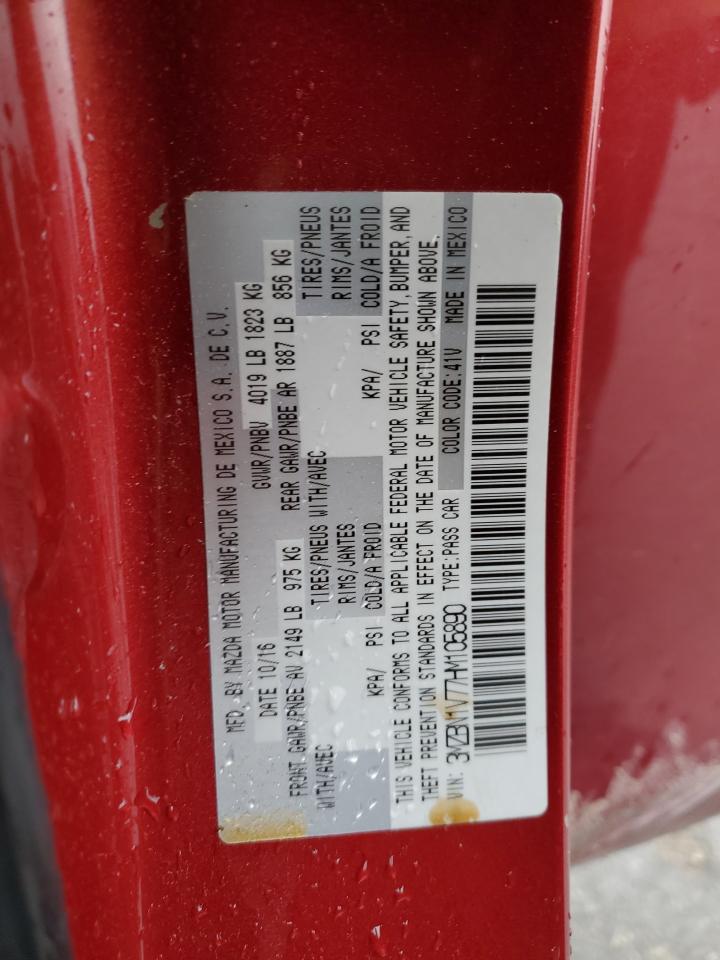 MFD. BY MAZDA MOTOR MANUFACTURING DE MEXICO S.A. DE C.V.
DATE 10/16 GVWR/PNBV 4019 LB 1823 KG
FRONT GAWR/PNBE AV 2149 LB 975 KG REAR GAWR/PNBE AR 1887 LB 856 KG
WITH/AVEC TIRES/PNEUS WITH/AVEC TIRES/PNEUS
RIMS/JANTES RIMS/JANTES
KPA/ PSI COLD/A FROID KPA/ PSI COLD/A FROID
THIS VEHICLE CONFORMS TO ALL APPLICABLE FEDERAL MOTOR VEHICLE SAFETY, BUMPER, AND
THEFT PREVENTION STANDARDS IN EFFECT ON THE DATE OF MANUFACTURE SHOWN ABOVE.
VIN: 3MZBN1V77HM105890 TYPE:PASS CAR COLOR CODE:41V MADE IN MEXICO